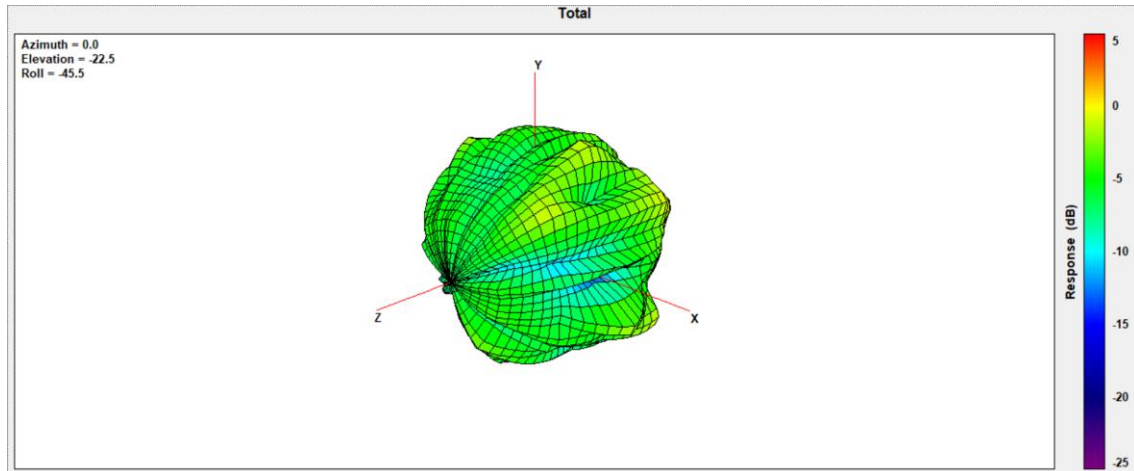 Total
Azimuth = 0.0
Elevation = -22.5
Roll = -45.5
Y
Z
X
5
0
-5
-10
-15
-20
-25
Response (dB)